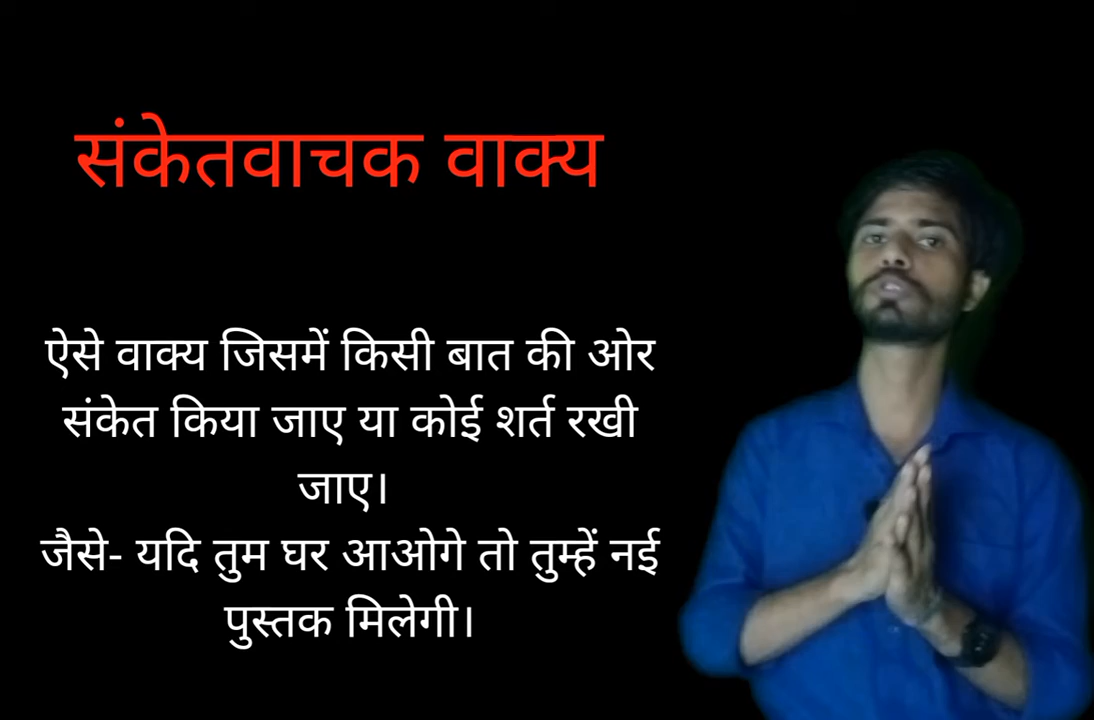 संकेतवाचक वाक्य
ऐसे वाक्य जिसमें किसी बात की ओर
संकेत किया जाए या कोई शर्त रखी
जाए।
जैसे- यदि तुम घर आओगे तो तुम्हें नई
पुस्तक मिलेगी।